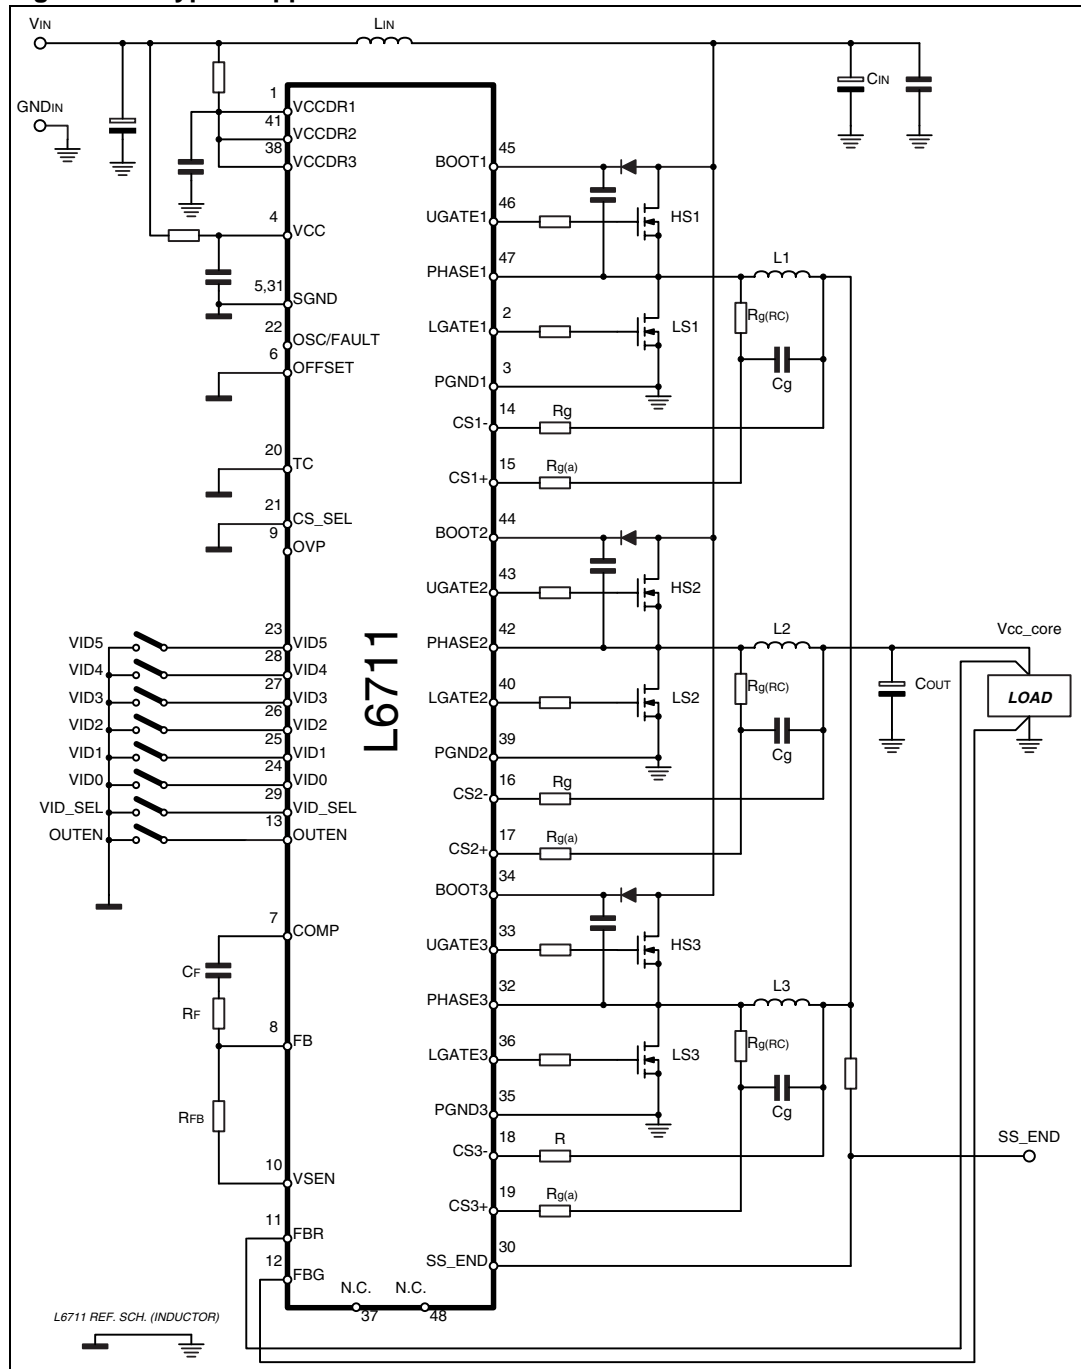 VIN
LIN
GNDIN
CIN
1
VCCDR1
41
VCCDR2
38
VCCDR3
4
VCC
5,31
SGND
22
OSC/FAULT
6
OFFSET
20
TC
21
CS_SEL
9
OVP
VID5
23
VID5
VID4
28
VID4
VID3
27
VID3
VID2
26
VID2
VID1
25
VID1
VID0
24
VID0
VID_SEL
29
VID_SEL
OUTEN
13
OUTEN
7
COMP
CF
RF
8
FB
RFB
10
VSEN
11
FBR
12
FBG
L6711
N.C.
N.C.
37
48
BOOT1
45
UGATE1
46
HS1
PHASE1
47
L1
Rg(RC)
LGATE1
2
LS1
Cg
PGND1
3
CS1-
14
Rg
CS1+
15
Rg(a)
BOOT2
44
UGATE2
43
HS2
PHASE2
42
L2
Vcc_core
Rg(RC)
COUT
LOAD
LGATE2
40
LS2
Cg
PGND2
39
CS2-
16
Rg
CS2+
17
Rg(a)
BOOT3
34
UGATE3
33
HS3
PHASE3
32
L3
Rg(RC)
LGATE3
36
LS3
Cg
PGND3
35
CS3-
18
R
SS_END
CS3+
19
Rg(a)
SS_END
30
L6711 REF. SCH. (INDUCTOR)